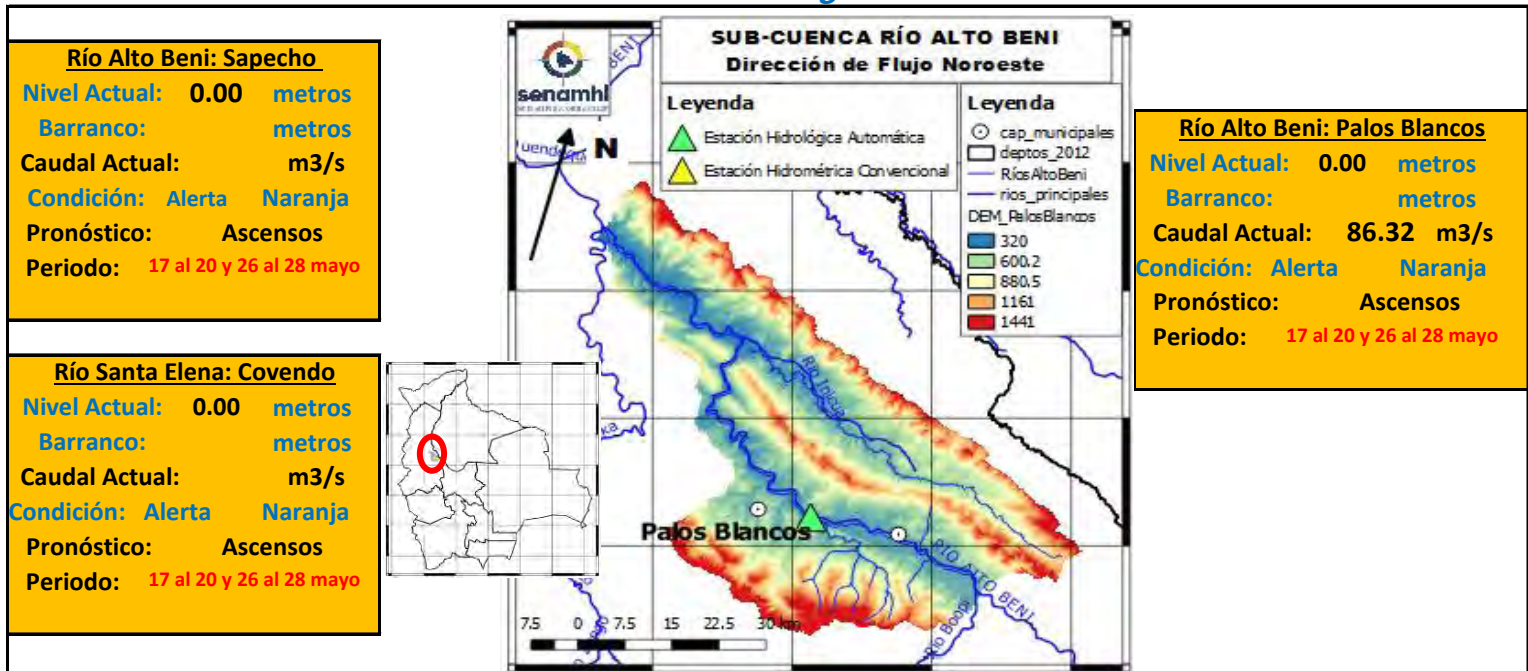 Río Alto Beni: Sapecho
Nivel Actual: 0.00 metros
Barranco: metros
Caudal Actual: m3/s
Condición: Alerta Naranja
Pronóstico: Ascensos
Periodo: 17 al 20 y 26 al 28 mayo
Río Santa Elena: Covendo
Nivel Actual: 0.00 metros
Barranco: metros
Caudal Actual: m3/s
Condición: Alerta Naranja
Pronóstico: Ascensos
Periodo: 17 al 20 y 26 al 28 mayo
senamhi
SUB-CUENCA RÍO ALTO BENI
Dirección de Flujo Noroeste
Leyenda
Estación Hidrológica Automática
Estación Hidrométrica Convencional
Leyenda
cap_municipales
deptos_2012
RíosAltoBeni
rios_principales
DEM_PalosBlancos
320
600.2
880.5
1161
1441
N
BENI
Palos Blancos
RÍO ALTO BENI
Río Boopi
7.5 0 7.5 15 22.5 30 km
Río Alto Beni: Palos Blancos
Nivel Actual: 0.00 metros
Barranco: metros
Caudal Actual: 86.32 m3/s
Condición: Alerta Naranja
Pronóstico: Ascensos
Periodo: 17 al 20 y 26 al 28 mayo